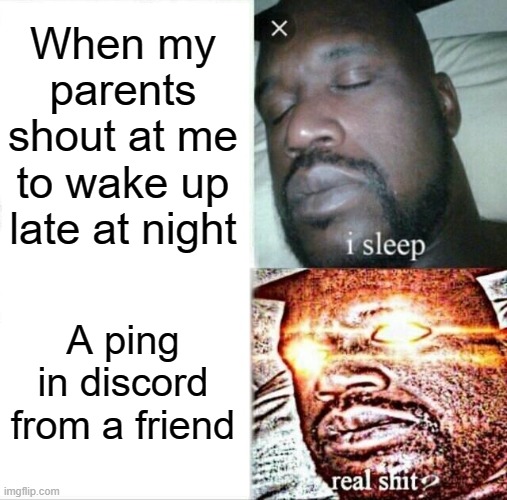 When my
parents
shout at me
to wake up
late at night
i sleep
A ping
in discord
from a friend
real shit?
imgflip.com